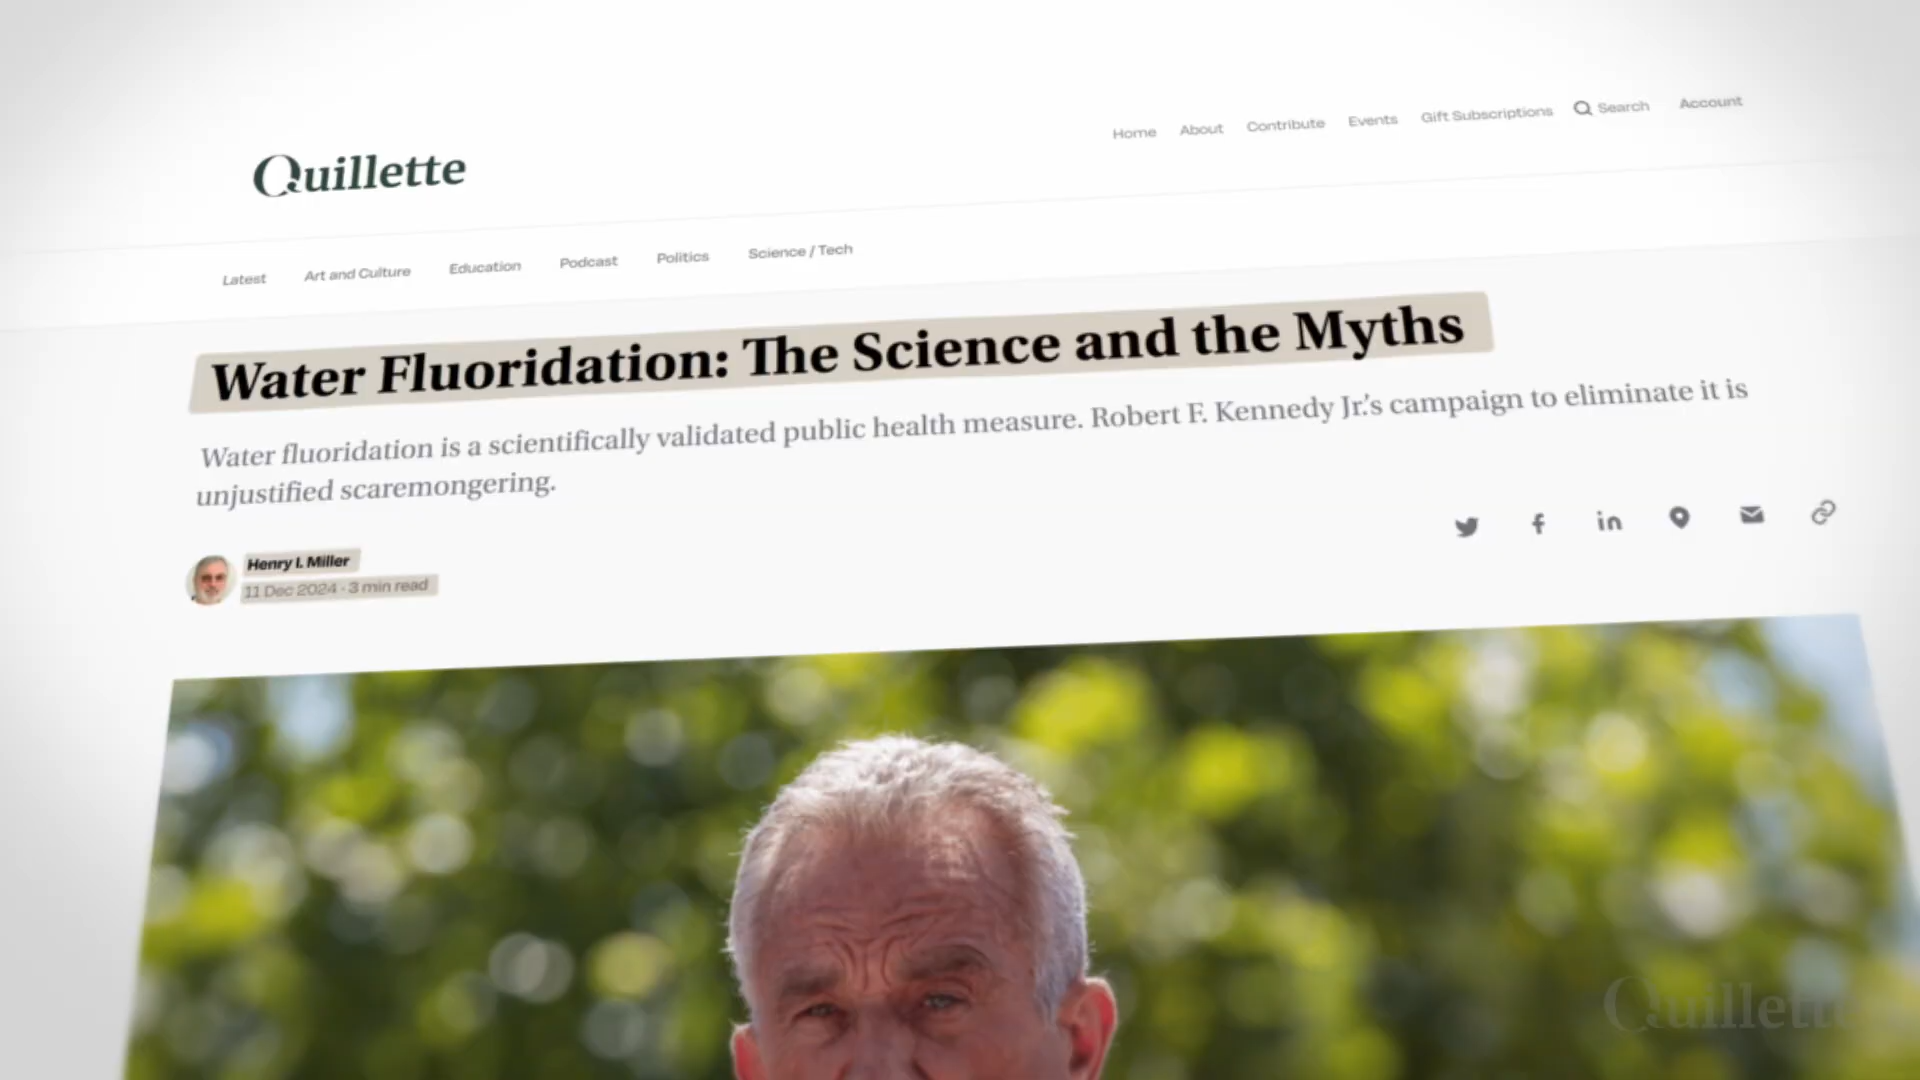 Quillette
Home About Contribute Events Gift Subscriptions Search Account
Latest Art and Culture Education Podcast Politics Science / Tech
Water Fluoridation: The Science and the Myths
Water fluoridation is a scientifically validated public health measure. Robert F. Kennedy Jr.'s campaign to eliminate it is
unjustified scaremongering.
Henry I. Miller
11 Dec 2024 · 3 min read
Quillette